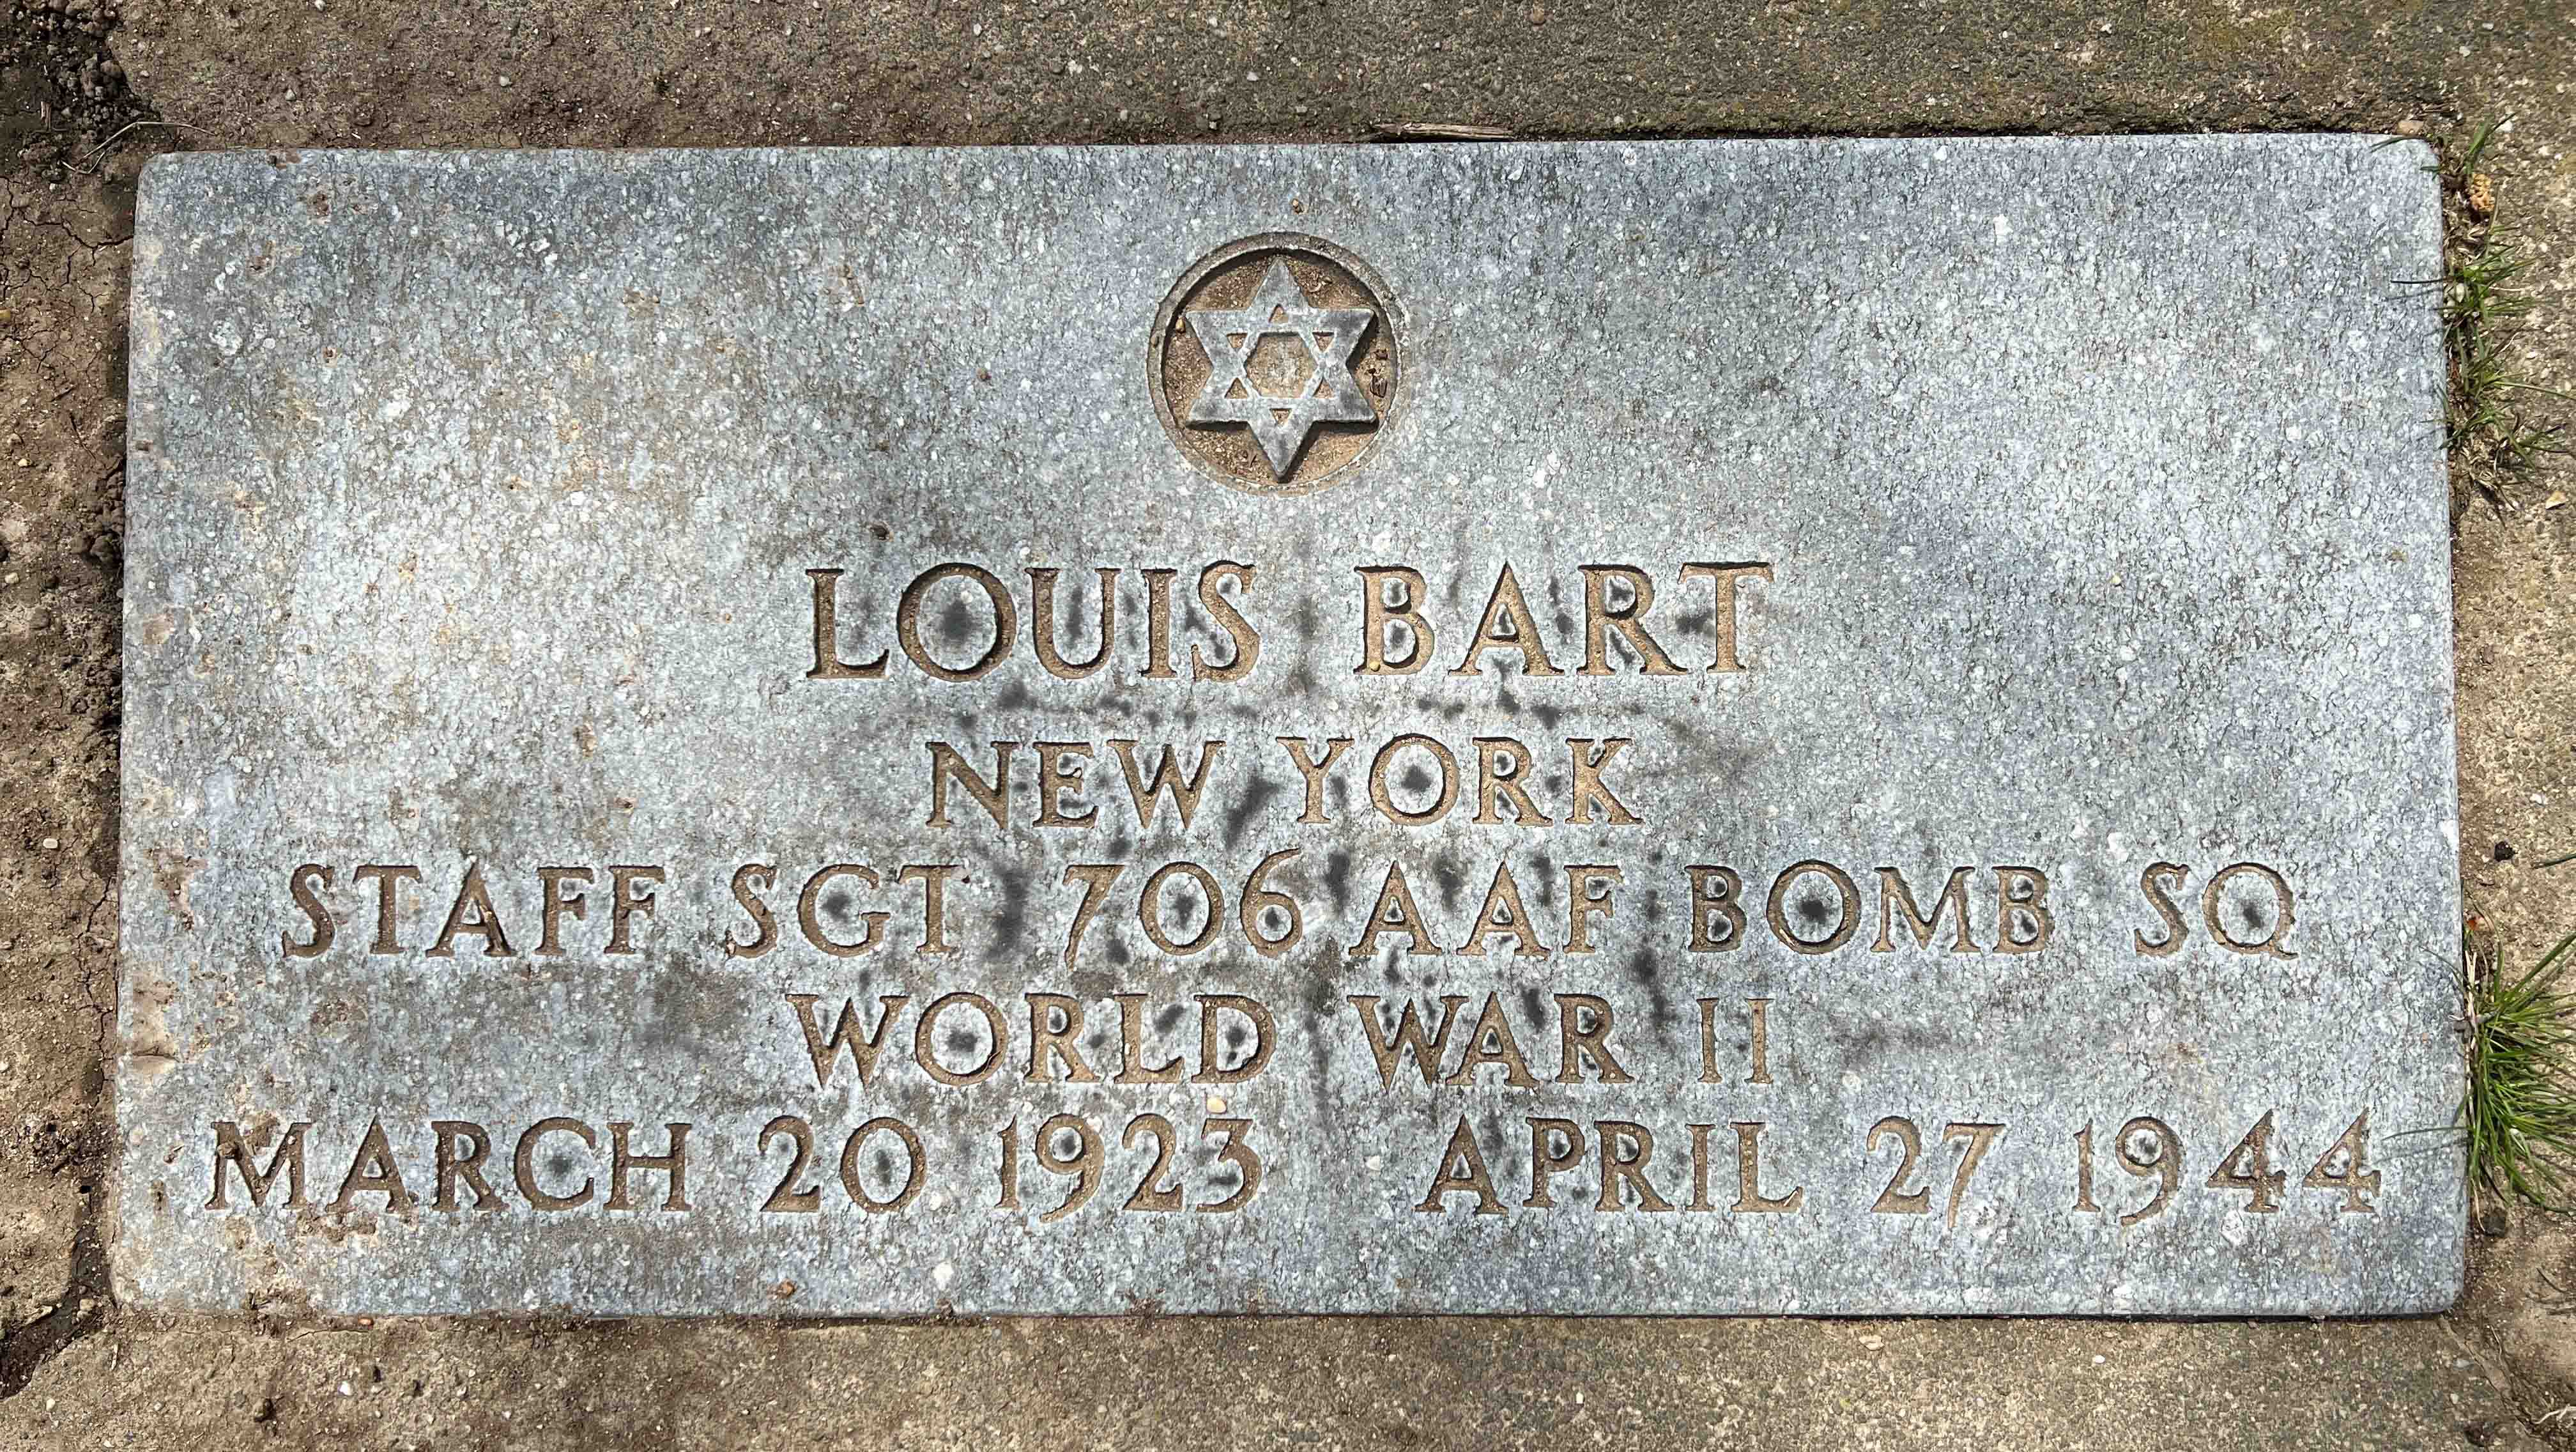 LOUIS BART
NEW YORK
STAFF SGT 706 AAF BOMB SQ
WORLD WAR II
MARCH 20 1923 APRIL 27 1944